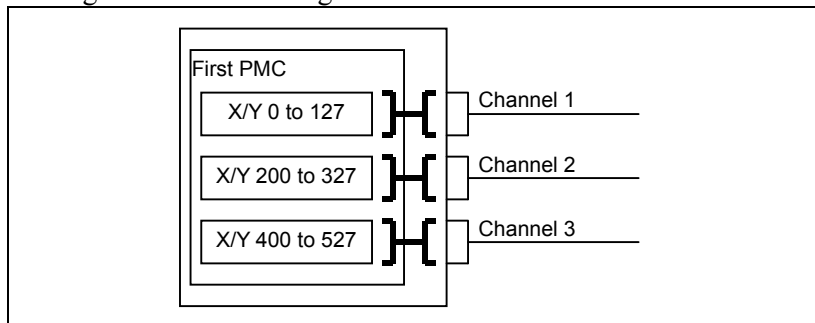 First PMC
X/Y 0 to 127
Channel 1
X/Y 200 to 327
Channel 2
X/Y 400 to 527
Channel 3